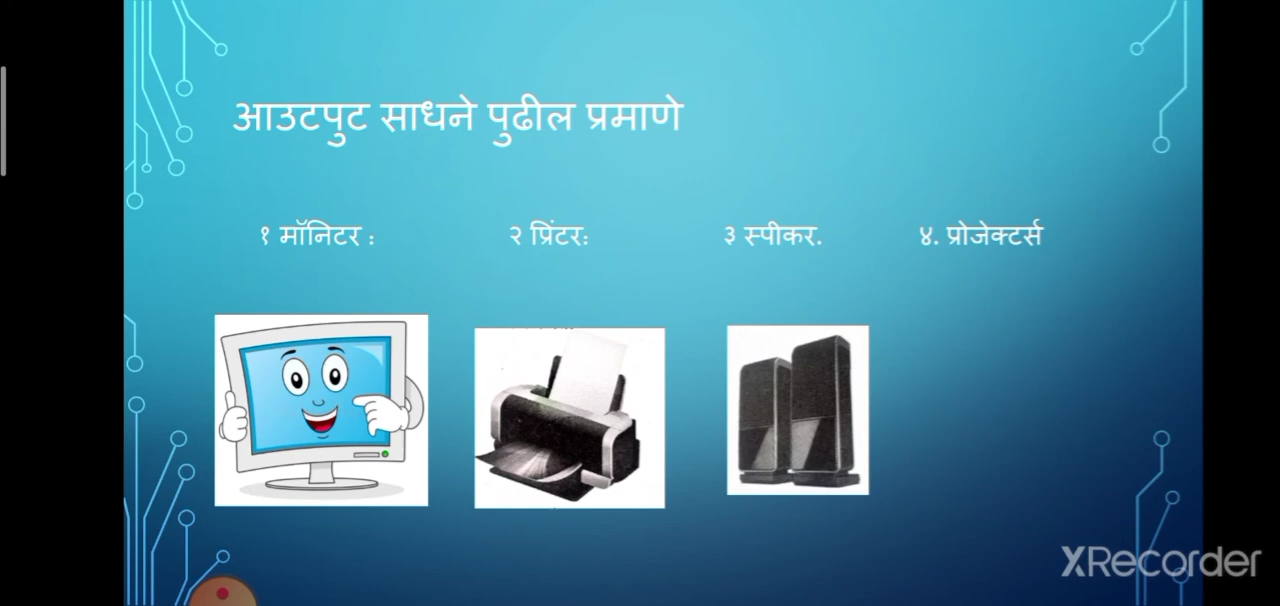 आउटपुट साधने पुढील प्रमाणे
१ मॉनिटर :
२ प्रिंटर:
३ स्पीकर.
४. प्रोजेक्टर्स
XRecorder